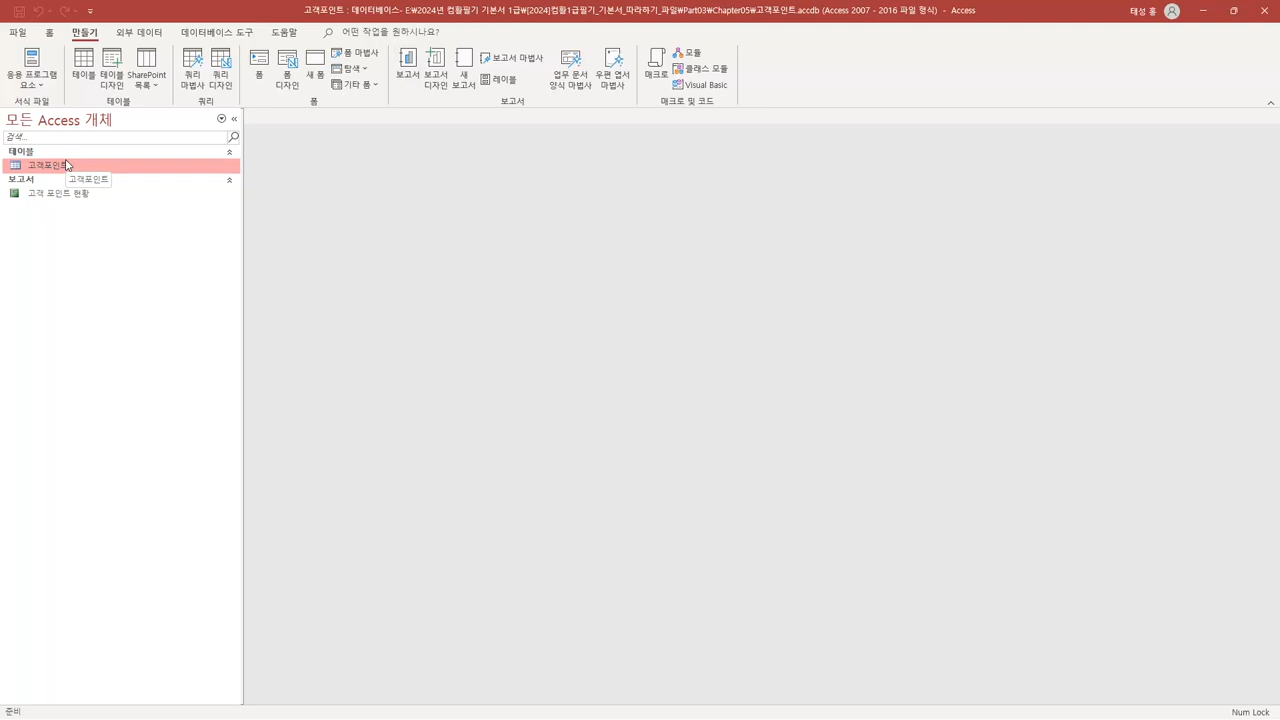 고객포인트 : 데이터베이스- E:₩2024년 컴활필기 기본서 1급₩[2024]컴활1급필기_기본서_따라하기_파일₩Part03₩Chapter05₩고객포인트.accdb (Access 2007 - 2016 파일 형식) - Access
태성 홍
파일 홈 만들기 외부 데이터 데이터베이스 도구 도움말 어떤 작업을 원하시나요?
응용 프로그램 요소
테이블
테이블 디자인
SharePoint 목록
쿼리 마법사
쿼리 디자인
폼
폼 디자인
새 폼
폼 마법사
탐색
기타 폼
보고서
보고서 디자인
새 보고서
보고서 마법사
레이블
업무 문서 양식 마법사
우편 엽서 마법사
매크로
모듈
클래스 모듈
Visual Basic
서식 파일 테이블 쿼리 폼 보고서 매크로 및 코드
모든 Access 개체
검색...
테이블
고객포인트
보고서
고객포인트
고객 포인트 현황
준비
Num Lock